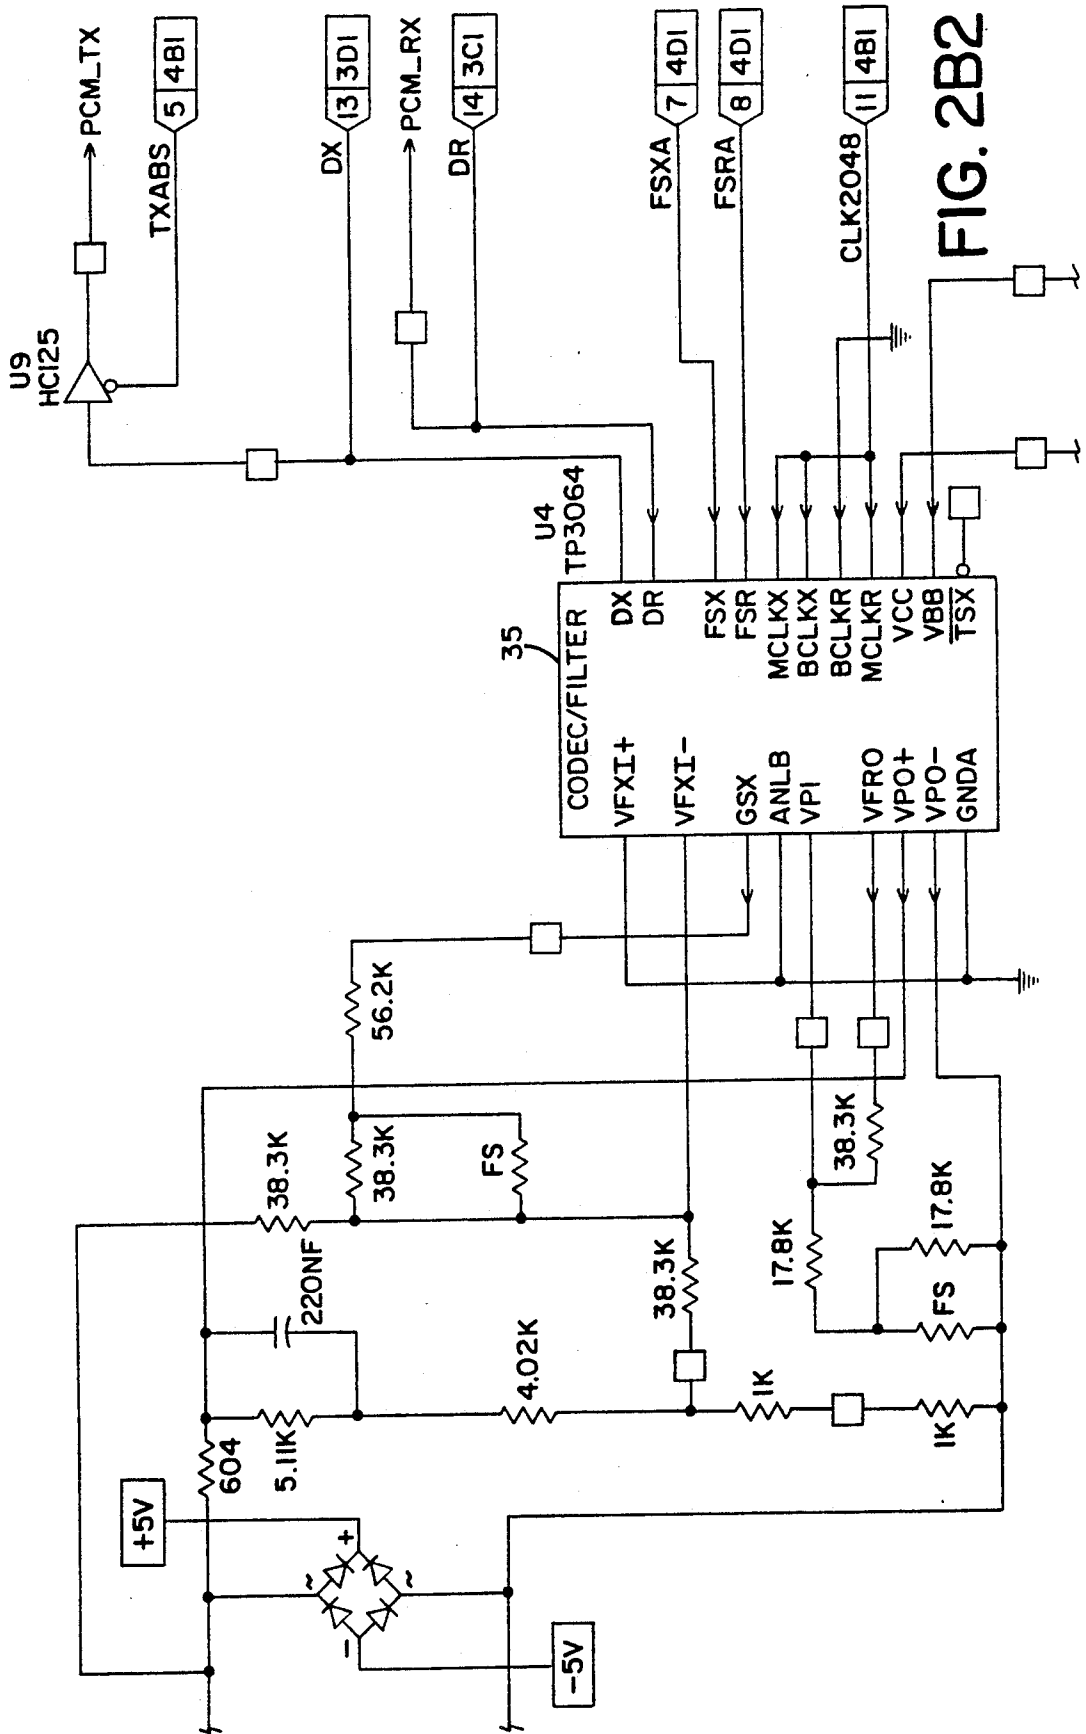 +5V
-5V
+
-
~
~
604
5.11K
220NF
38.3K
4.02K
38.3K
56.2K
38.3K
FS
1K
1K
17.8K
38.3K
FS
17.8K
35
U4
TP3064
CODEC/FILTER
VFXI+
VFXI-
GSX
ANLB
VPI
VFRO
VPO+
VPO-
GNDA
DX
DR
FSX
FSR
MCLKX
BCLKX
BCLKR
MCLKR
VCC
VBB
TSX
U9
HC125
PCM_TX
TXABS
5 4B1
DX
13 3D1
PCM_RX
DR
14 3C1
FSXA
7 4D1
FSRA
8 4D1
CLK2048
11 4B1
FIG. 2B2